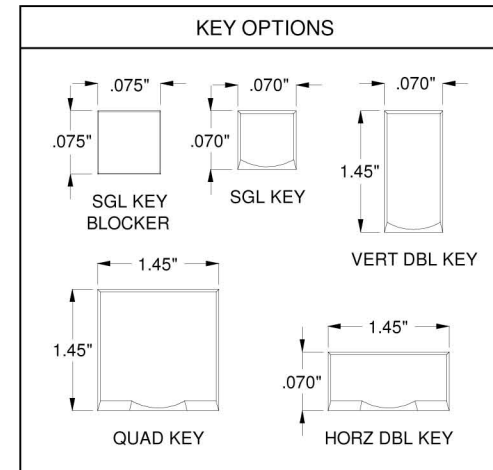 KEY OPTIONS
.075"
.075"
SGL KEY
BLOCKER
.070"
.070"
SGL KEY
.070"
1.45"
VERT DBL KEY
1.45"
1.45"
QUAD KEY
1.45"
.070"
HORZ DBL KEY